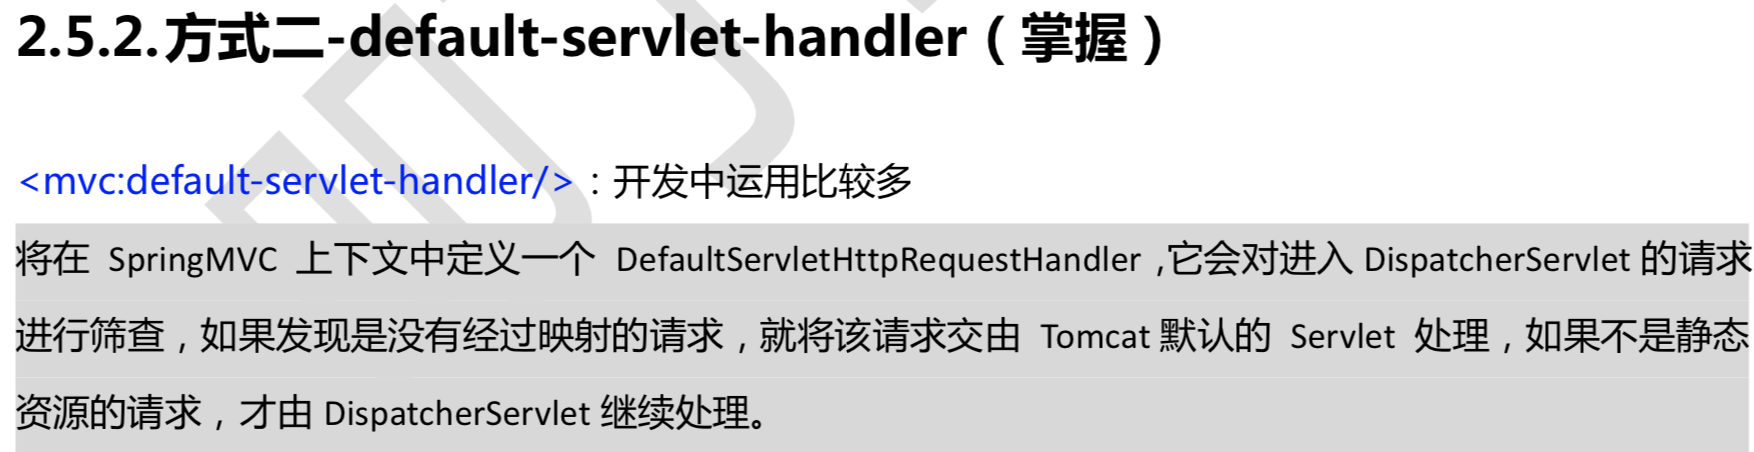 2.5.2.方式二-default-servlet-handler（掌握）
<mvc:default-servlet-handler/>：开发中运用比较多
将在 SpringMVC 上下文中定义一个 DefaultServletHttpRequestHandler ,它会对进入 DispatcherServlet 的请求
进行筛查，如果发现是没有经过映射的请求，就将该请求交由 Tomcat 默认的 Servlet 处理，如果不是静态
资源的请求，才由 DispatcherServlet 继续处理。